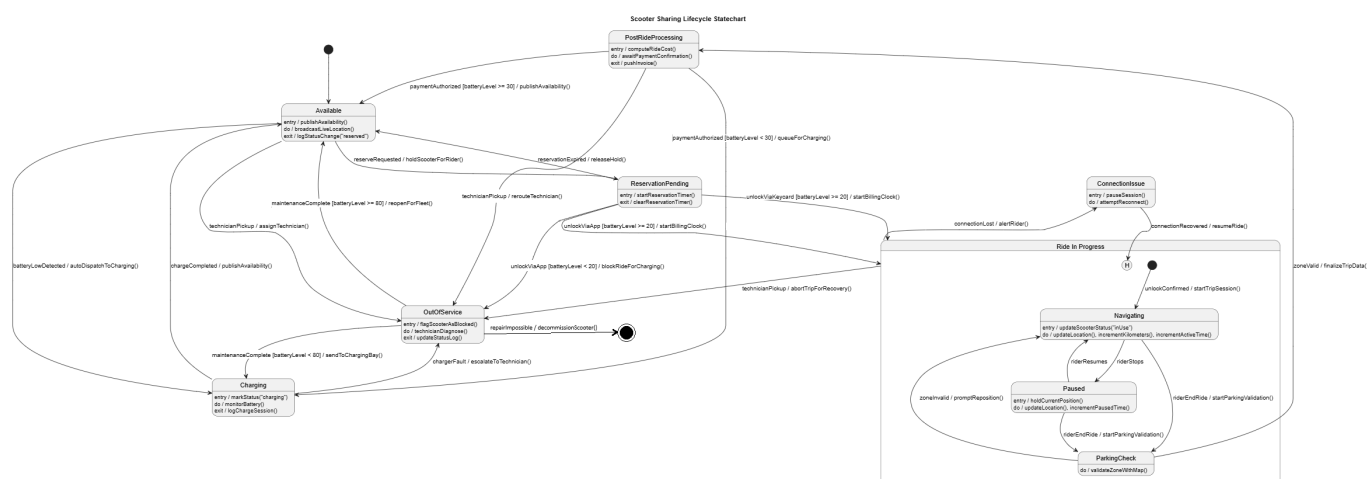 Scooter Sharing Lifecycle Statechart
PostRideProcessing
entry / computeRideCost()
do / awaitPaymentConfirmation()
exit / pushInvoice()
paymentAuthorized [batteryLevel >= 30] / publishAvailability()
Available
entry / publishAvailability()
do / broadcastLiveLocation()
exit / logStatusChange("reserved")
paymentAuthorized [batteryLevel < 30] / queueForCharging()
reserveRequested / holdScooterForRider()
reservationExpired / releaseHold()
ReservationPending
entry / startReservationTimer()
exit / clearReservationTimer()
ConnectionIssue
entry / pauseSession()
do / attemptReconnect()
technicianPickup / rerouteTechnician()
unlockViaKeycard [batteryLevel >= 20] / startBillingClock()
maintenanceComplete [batteryLevel >= 80] / reopenForFleet()
technicianPickup / assignTechnician()
unlockViaApp [batteryLevel >= 20] / startBillingClock()
connectionLost / alertRider()
connectionRecovered / resumeRide()
Ride In Progress
batteryLowDetected / autoDispatchToCharging()
chargeCompleted / publishAvailability()
unlockViaApp [batteryLevel < 20] / blockRideForCharging()
H
zoneValid / finalizeTripData(
technicianPickup / abortTripForRecovery()
unlockConfirmed / startTripSession()
OutOfService
entry / flagScooterAsBlocked()
do / technicianDiagnose()
exit / updateStatusLog()
repairImpossible / decommissionScooter()
Navigating
entry / updateScooterStatus("inUse")
do / updateLocation(), incrementKilometers(), incrementActiveTime()
maintenanceComplete [batteryLevel < 80] / sendToChargingBay()
chargerFault / escalateToTechnician()
riderResumes
riderStops
Charging
entry / markStatus("charging")
do / monitorBattery()
exit / logChargeSession()
Paused
entry / holdCurrentPosition()
do / updateLocation(), incrementPausedTime()
zoneInvalid / promptReposition()
riderEndRide / startParkingValidation()
riderEndRide / startParkingValidation()
ParkingCheck
do / validateZoneWithMap()